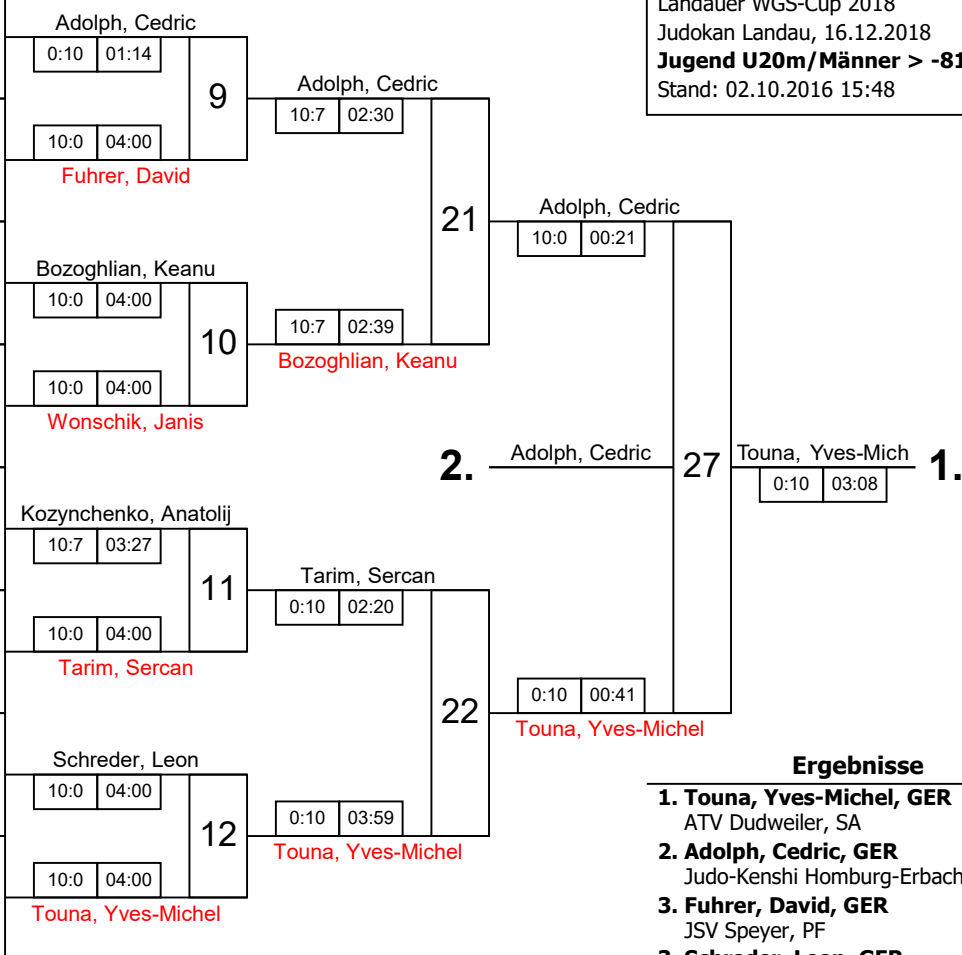 Landauer WGS-Cup 2018
Judokan Landau, 16.12.2018
Jugend U20m/Männer > -81
Stand: 02.10.2016 15:48
Adolph, Cedric
0:10 01:14
9
10:0 04:00
Fuhrer, David
Adolph, Cedric
10:7 02:30
21
Adolph, Cedric
10:0 00:21
Bozoghlian, Keanu
10:0 04:00
10
10:0 04:00
Wonschik, Janis
10:7 02:39
Bozoghlian, Keanu
2. Adolph, Cedric
27
Touna, Yves-Mich 1.
0:10 03:08
Kozynchenko, Anatolij
10:7 03:27
11
10:0 04:00
Tarim, Sercan
Tarim, Sercan
0:10 02:20
22
0:10 00:41
Touna, Yves-Michel
Schreder, Leon
10:0 04:00
12
10:0 04:00
Touna, Yves-Michel
0:10 03:59
Touna, Yves-Michel
Ergebnisse
1. Touna, Yves-Michel, GER
ATV Dudweiler, SA
2. Adolph, Cedric, GER
Judo-Kenshi Homburg-Erbach
3. Fuhrer, David, GER
JSV Speyer, PF
3. Schreder, Leon, GER